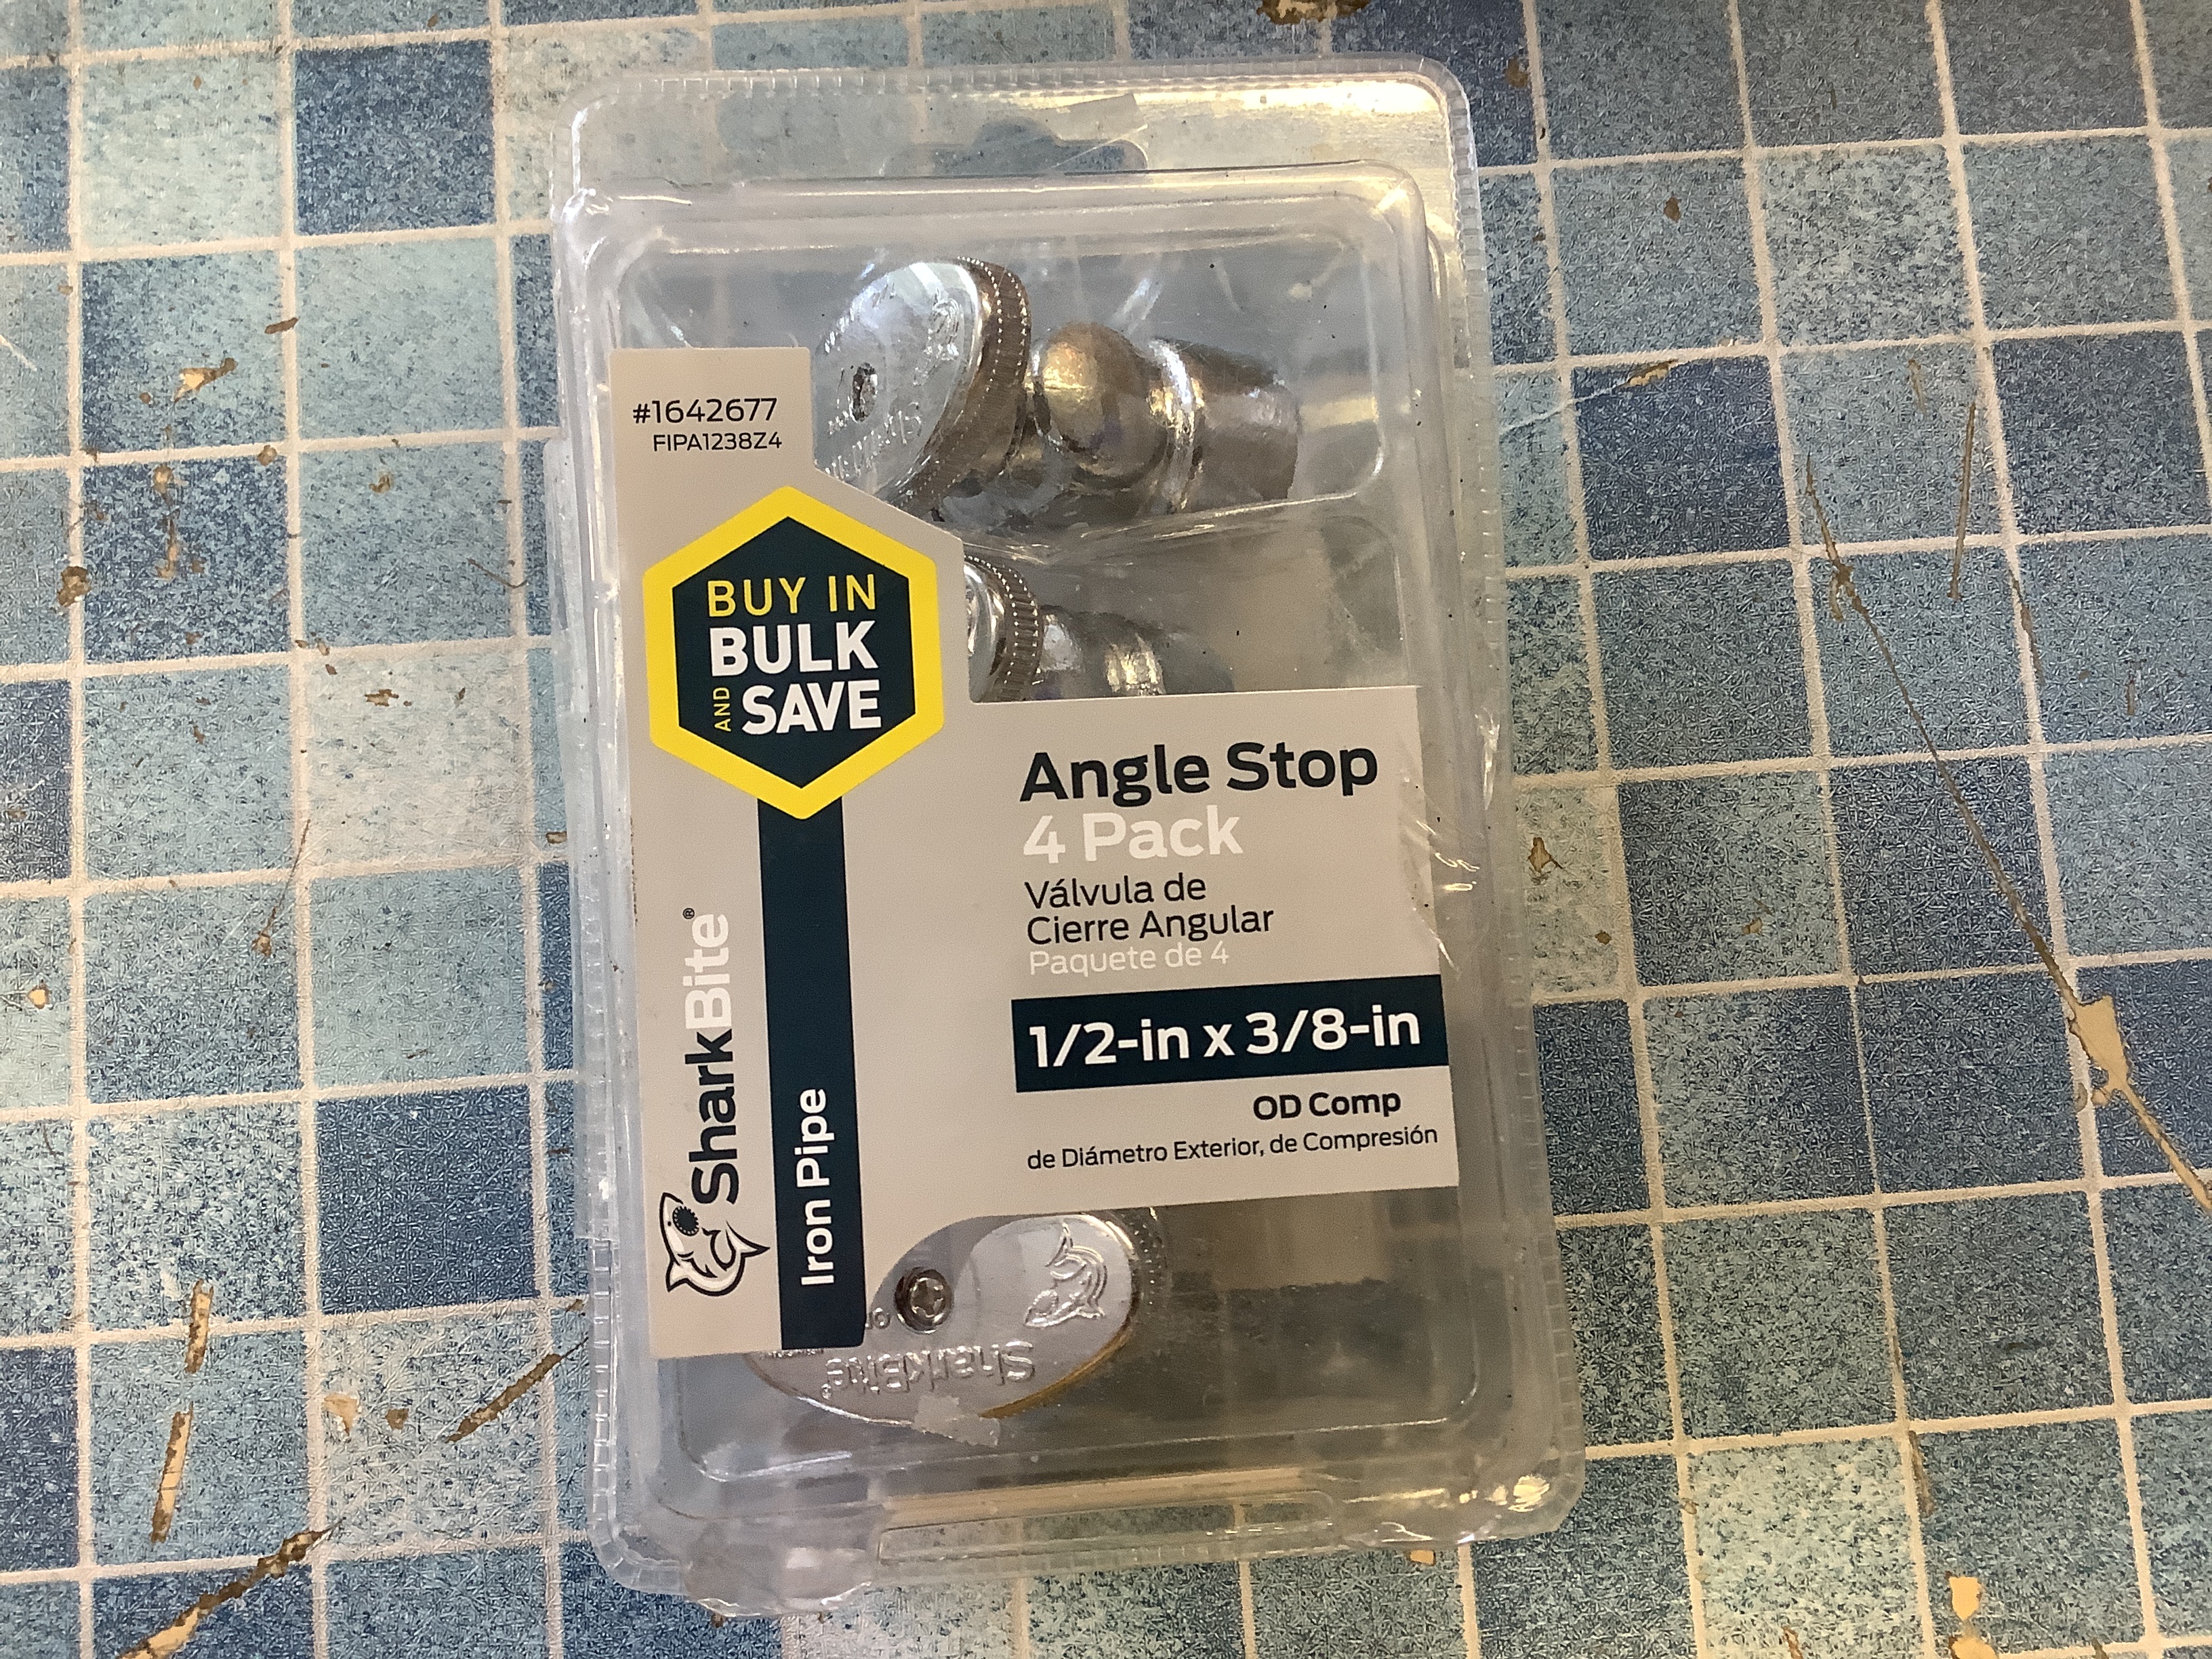 #1642677
FIPA1238Z4
BUY IN
BULK
AND SAVE
Angle Stop
4 Pack
Válvula de
Cierre Angular
Paquete de 4
1/2-in x 3/8-in
OD Comp
de Diámetro Exterior, de Compresión
SharkBite®
Iron Pipe
SharkBite®